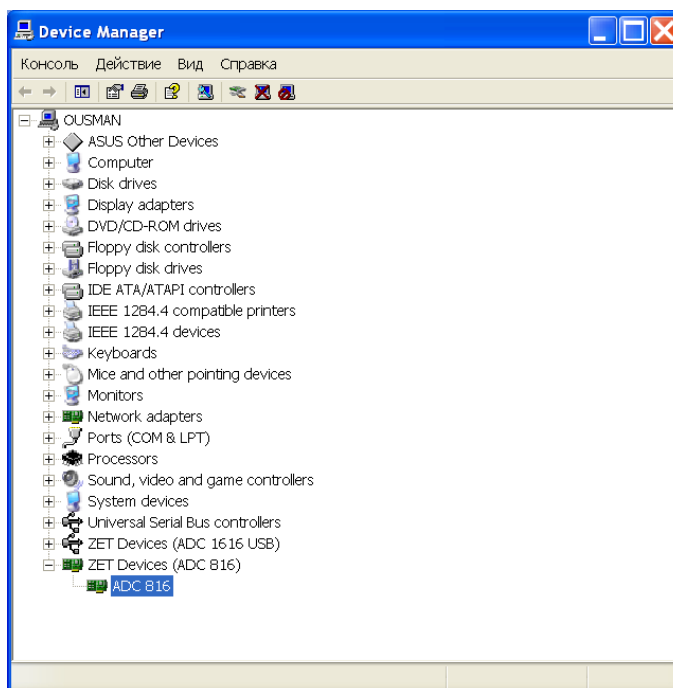 Device Manager
Консоль Действие Вид Справка
OUSMAN
ASUS Other Devices
Computer
Disk drives
Display adapters
DVD/CD-ROM drives
Floppy disk controllers
Floppy disk drives
IDE ATA/ATAPI controllers
IEEE 1284.4 compatible printers
IEEE 1284.4 devices
Keyboards
Mice and other pointing devices
Monitors
Network adapters
Ports (COM & LPT)
Processors
Sound, video and game controllers
System devices
Universal Serial Bus controllers
ZET Devices (ADC 1616 USB)
ZET Devices (ADC 816)
ADC 816